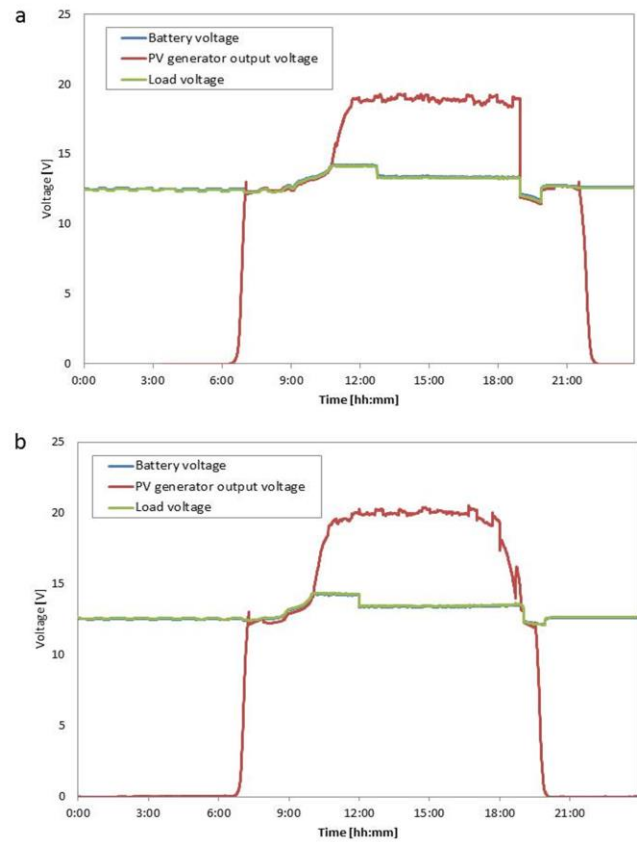 a
Battery voltage
PV generator output voltage
Load voltage
25
20
15
10
5
0
Voltage [V]
0:00 3:00 6:00 9:00 12:00 15:00 18:00 21:00
Time [hh:mm]
b
Battery voltage
PV generator output voltage
Load voltage
25
20
15
10
5
0
Voltage [V]
0:00 3:00 6:00 9:00 12:00 15:00 18:00 21:00
Time [hh:mm]